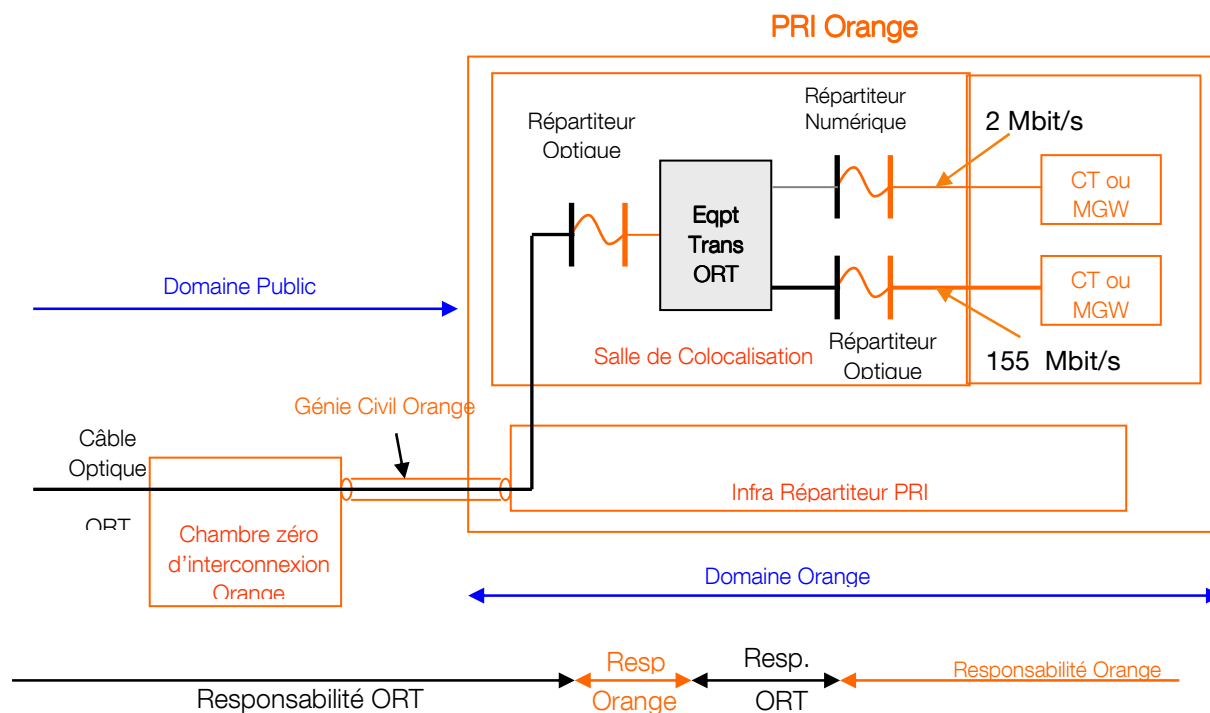 PRI Orange
Répartiteur
Optique
Répartiteur
Numérique
2 Mbit/s
CT ou
MGW
Eqpt
Trans
ORT
Domaine Public
CT ou
MGW
Salle de Colocalisation
Répartiteur
Optique
155 Mbit/s
Génie Civil Orange
Câble
Optique
ORT
Infra Répartiteur PRI
Chambre zéro
d'interconnexion
Orange
Domaine Orange
Resp
Orange
Resp.
ORT
Responsabilité Orange
Responsabilité ORT